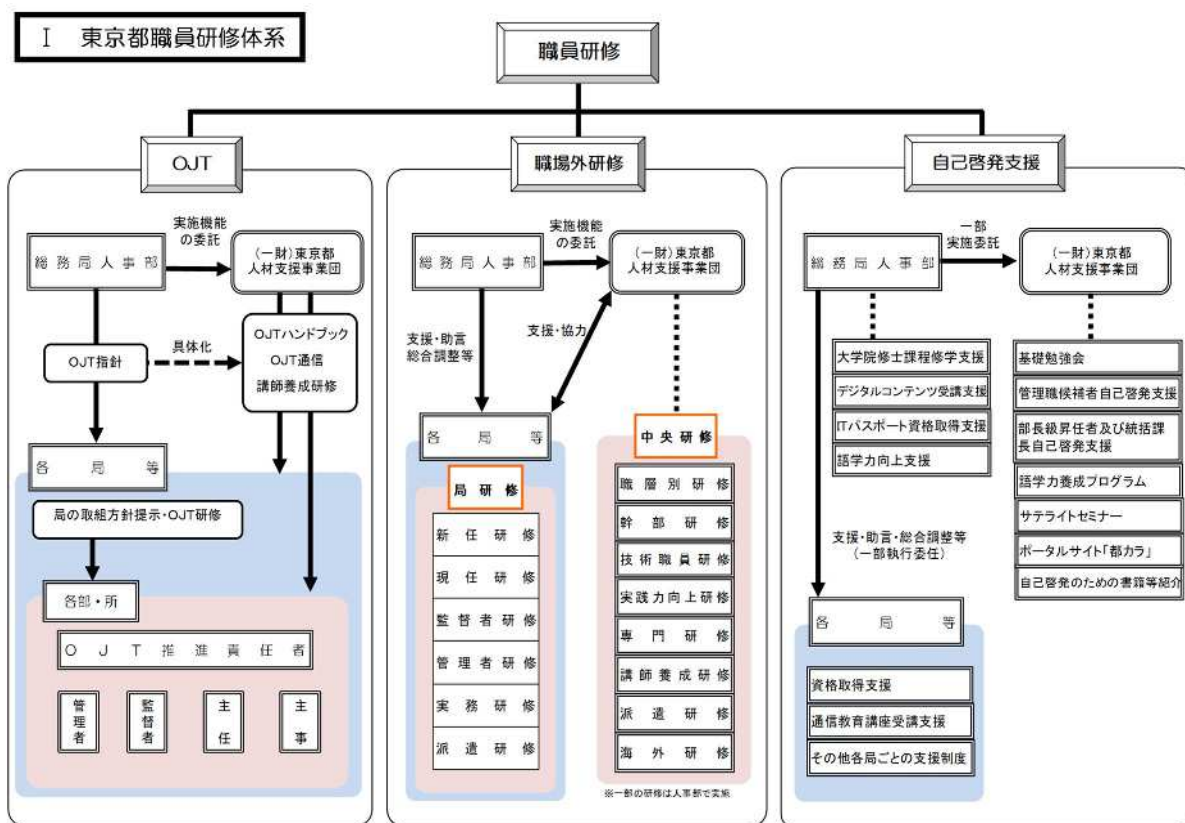 Ⅰ 東京都職員研修体系
職員研修
OJT
実施機能
の委託
総務局人事部
(一財)東京都
人材支援事業団
OJT指針
具体化
OJTハンドブック
OJT通信
講師養成研修
各局等
局の取組方針提示・OJT研修
各部・所
OJT推進責任者
管理者
監督者
主任
主事
職場外研修
実施機能
の委託
総務局人事部
(一財)東京都
人材支援事業団
支援・助言
総合調整等
支援・協力
各局等
局研修
新任研修
現任研修
監督者研修
管理者研修
実務研修
派遣研修
中央研修
職層別研修
幹部研修
技術職員研修
実践力向上研修
専門研修
講師養成研修
派遣研修
海外研修
※一部の研修は人事部で実施
自己啓発支援
一部
実施委託
総務局人事部
(一財)東京都
人材支援事業団
大学院修士課程修学支援
デジタルコンテンツ受講支援
ITパスポート資格取得支援
語学力向上支援
基礎勉強会
管理職候補者自己啓発支援
部長級昇任者及び統括課
長自己啓発支援
語学力養成プログラム
サテライトセミナー
ポータルサイト「都カラ」
自己啓発のための書籍等紹介
支援・助言・総合調整等
(一部執行委任)
各局等
資格取得支援
通信教育講座受講支援
その他各局ごとの支援制度